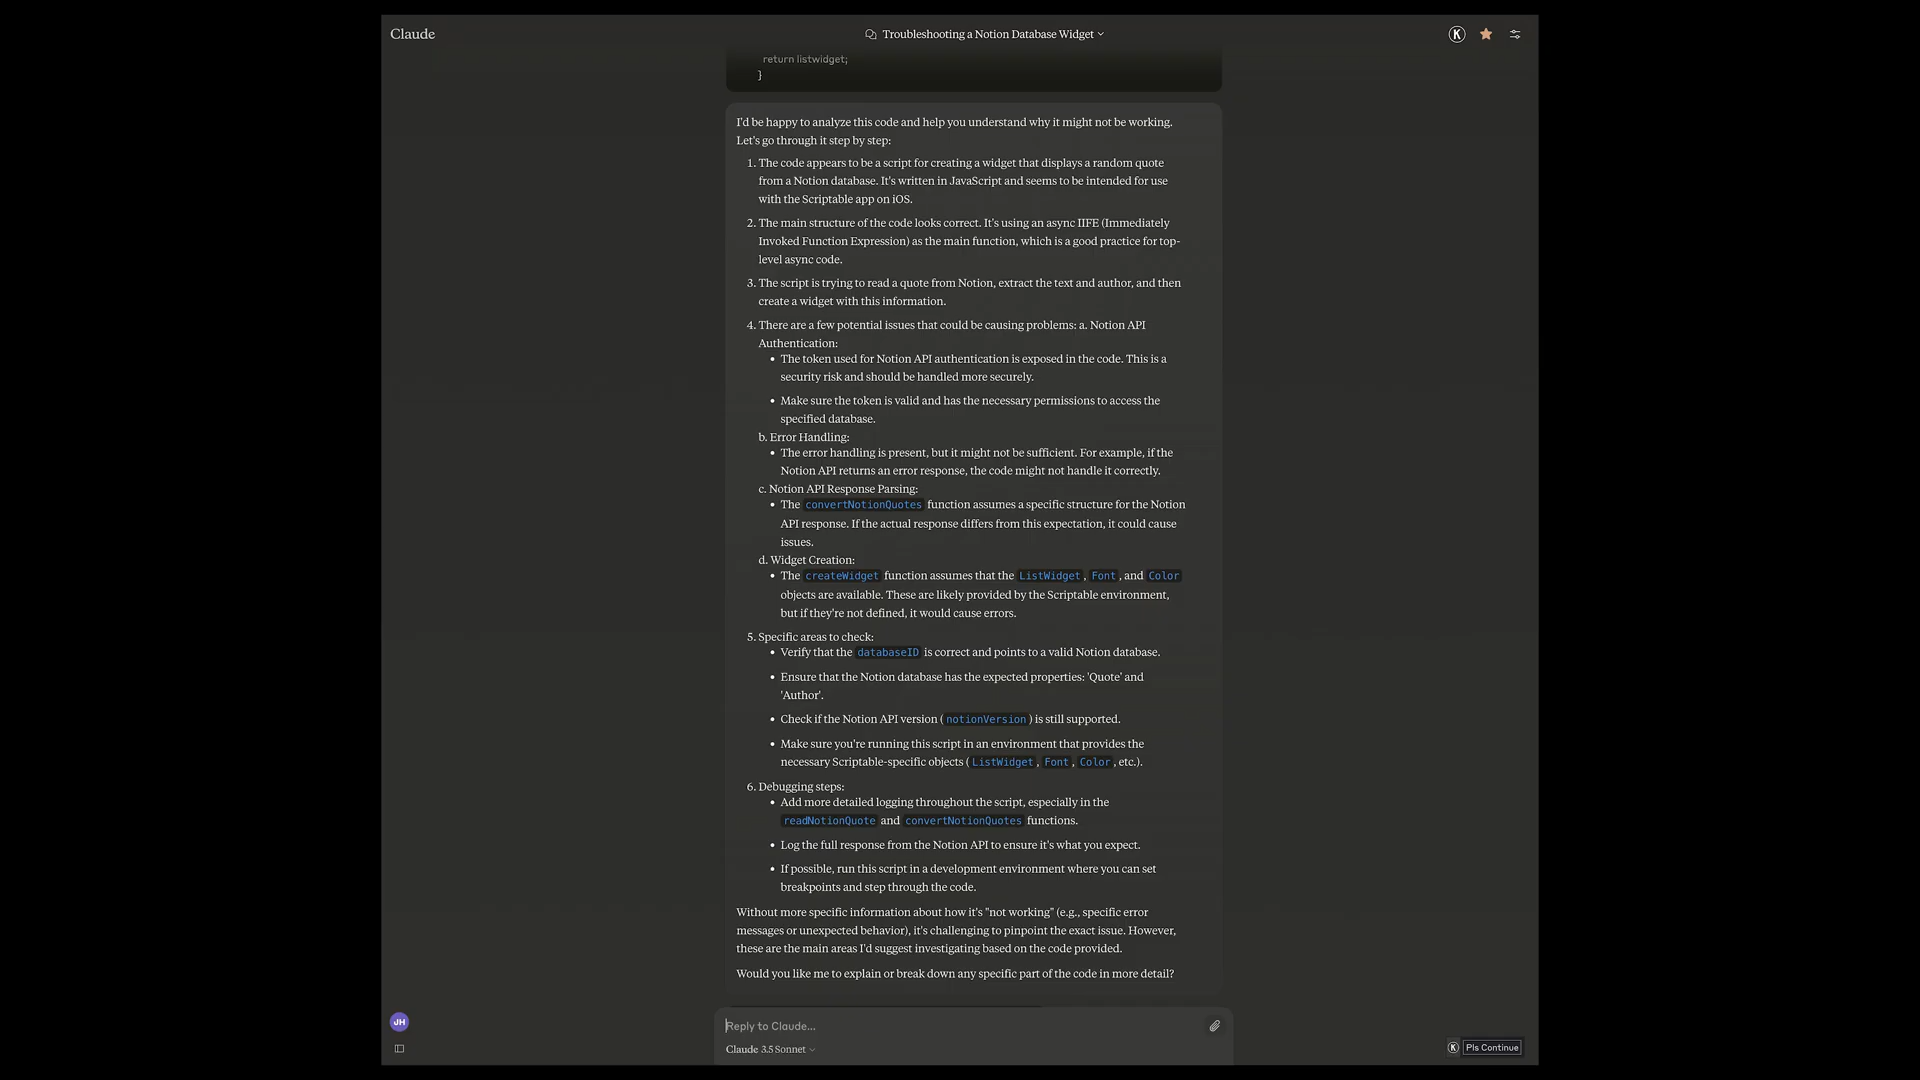 Claude
Troubleshooting a Notion Database Widget
K
return listwidget;
}
I'd be happy to analyze this code and help you understand why it might not be working.
Let's go through it step by step:
1. The code appears to be a script for creating a widget that displays a random quote
from a Notion database. It's written in JavaScript and seems to be intended for use
with the Scriptable app on iOS.
2. The main structure of the code looks correct. It's using an async IIFE (Immediately
Invoked Function Expression) as the main function, which is a good practice for top-
level async code.
3. The script is trying to read a quote from Notion, extract the text and author, and then
create a widget with this information.
4. There are a few potential issues that could be causing problems: a. Notion API
Authentication:
• The token used for Notion API authentication is exposed in the code. This is a
security risk and should be handled more securely.
• Make sure the token is valid and has the necessary permissions to access the
specified database.
b. Error Handling:
• The error handling is present, but it might not be sufficient. For example, if the
Notion API returns an error response, the code might not handle it correctly.
c. Notion API Response Parsing:
• The convertNotionQuotes function assumes a specific structure for the Notion
API response. If the actual response differs from this expectation, it could cause
issues.
d. Widget Creation:
• The createWidget function assumes that the ListWidget, Font, and Color
objects are available. These are likely provided by the Scriptable environment,
but if they're not defined, it would cause errors.
5. Specific areas to check:
• Verify that the databaseID is correct and points to a valid Notion database.
• Ensure that the Notion database has the expected properties: 'Quote' and
'Author'.
• Check if the Notion API version (notionVersion) is still supported.
• Make sure you're running this script in an environment that provides the
necessary Scriptable-specific objects (ListWidget, Font, Color, etc.).
6. Debugging steps:
• Add more detailed logging throughout the script, especially in the
readNotionQuote and convertNotionQuotes functions.
• Log the full response from the Notion API to ensure it's what you expect.
• If possible, run this script in a development environment where you can set
breakpoints and step through the code.
Without more specific information about how it's "not working" (e.g., specific error
messages or unexpected behavior), it's challenging to pinpoint the exact issue. However,
these are the main areas I'd suggest investigating based on the code provided.
Would you like me to explain or break down any specific part of the code in more detail?
JH
Reply to Claude...
Claude 3.5 Sonnet
K Pls Continue